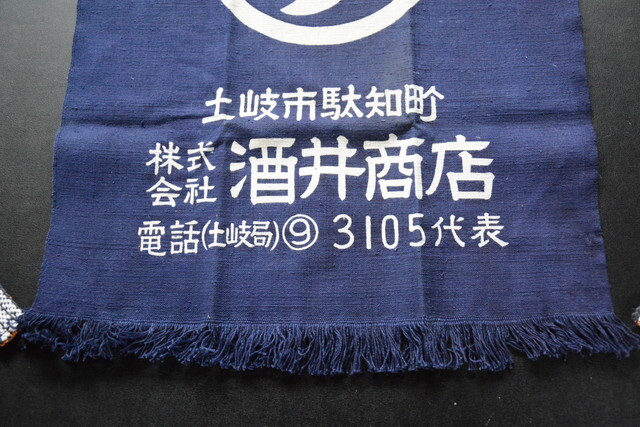 土岐市駄知町
株式会社 酒井商店
電話(土岐局)⑨3105代表